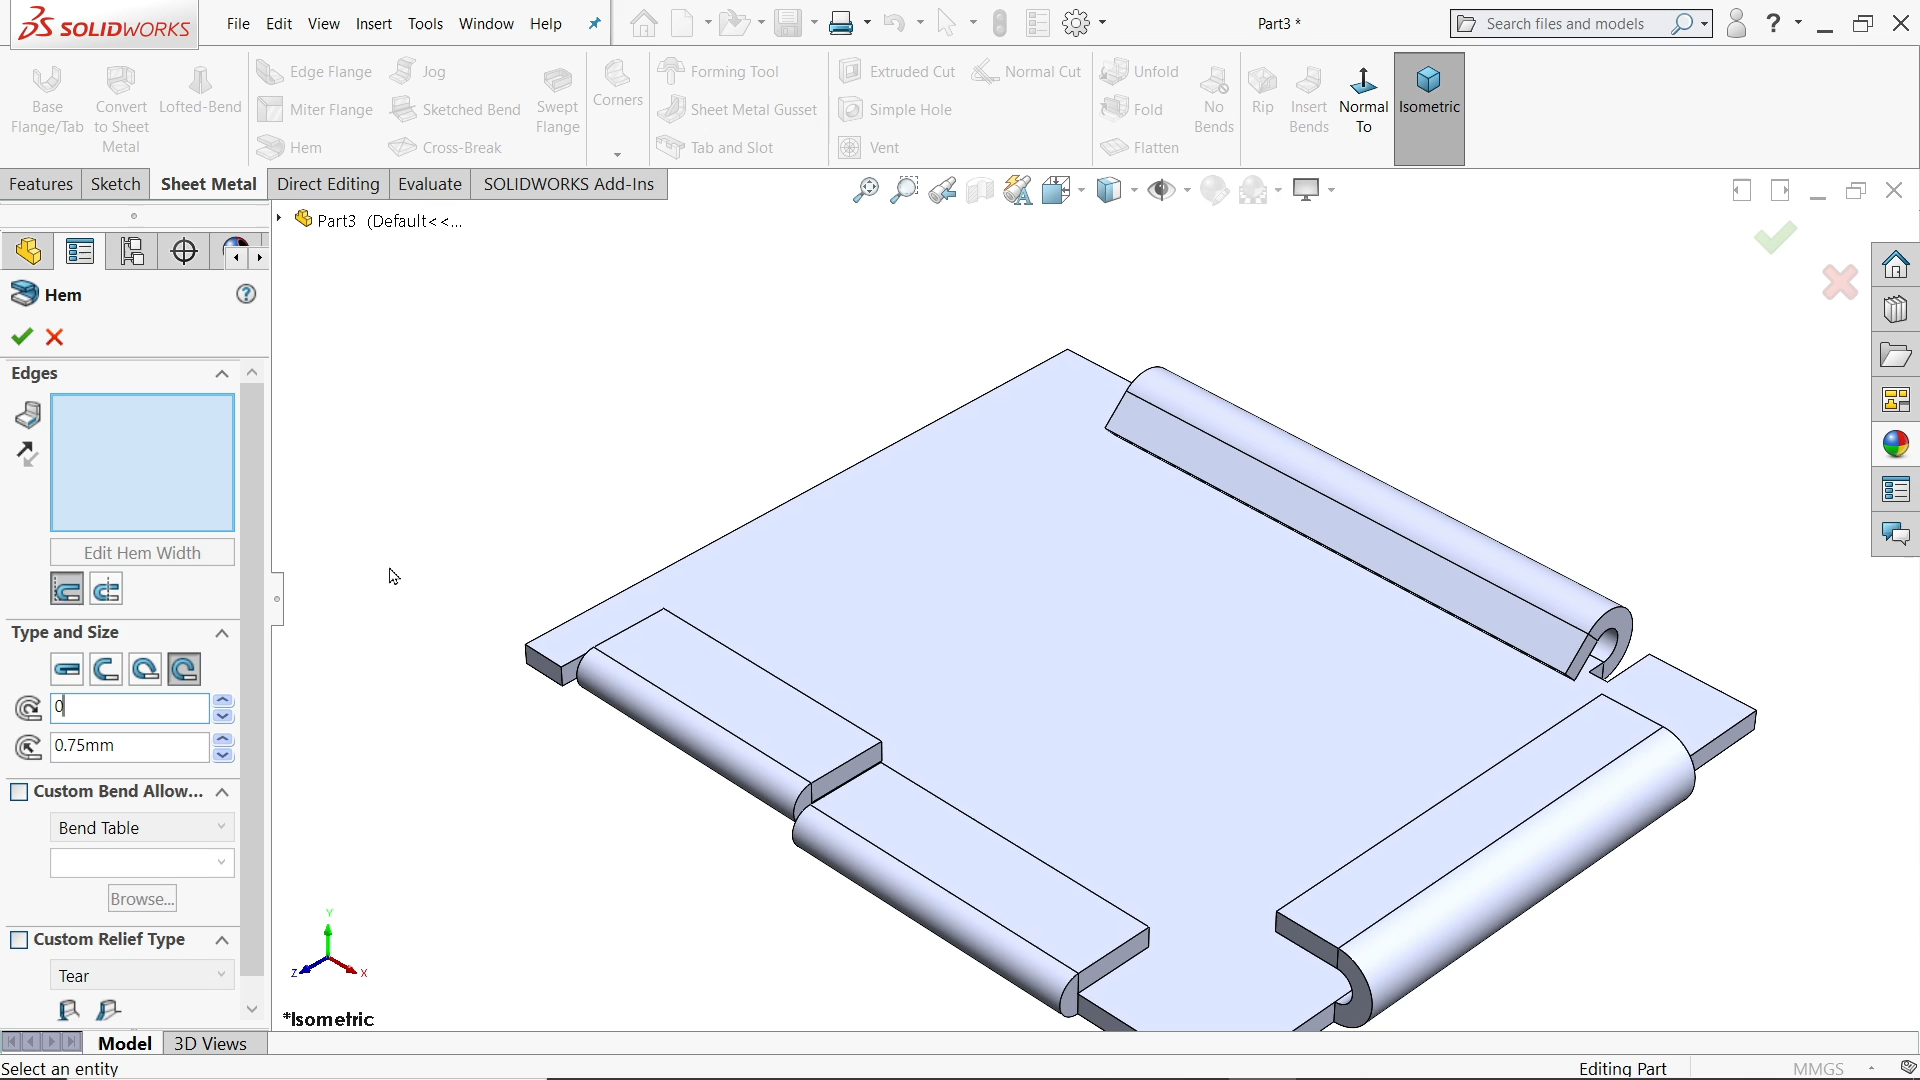 SOLIDWORKS
File Edit View Insert Tools Window Help
Part3 *
Search files and models
?
Base Flange/Tab
Convert to Sheet Metal
Lofted-Bend
Edge Flange
Miter Flange
Hem
Jog
Sketched Bend
Cross-Break
Swept Flange
Corners
Forming Tool
Sheet Metal Gusset
Tab and Slot
Extruded Cut
Simple Hole
Vent
Normal Cut
Unfold
Fold
Flatten
No Bends
Rip
Insert Bends
Normal To
Isometric
Features Sketch Sheet Metal Direct Editing Evaluate SOLIDWORKS Add-Ins
Part3 (Default<<...
Hem
?
Edges
Edit Hem Width
Type and Size
0
0.75mm
Custom Bend Allow...
Bend Table
Browse...
Custom Relief Type
Tear
Y
Z X
*Isometric
Model 3D Views
Select an entity
Editing Part
MMGS